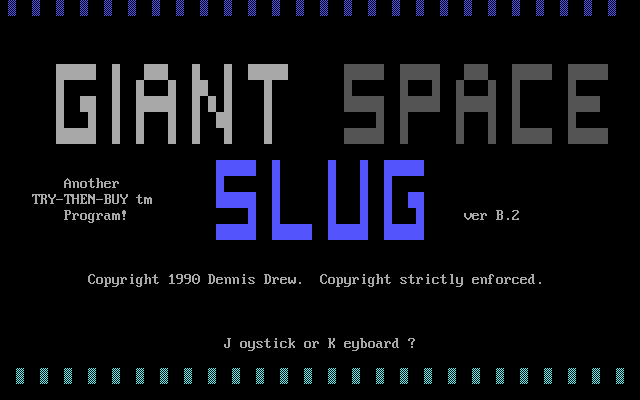 GIANT SPACE
SLUG
Another
TRY-THEN-BUY tm
Program!
ver B.2
Copyright 1990 Dennis Drew.  Copyright strictly enforced.
J oystick or K eyboard ?